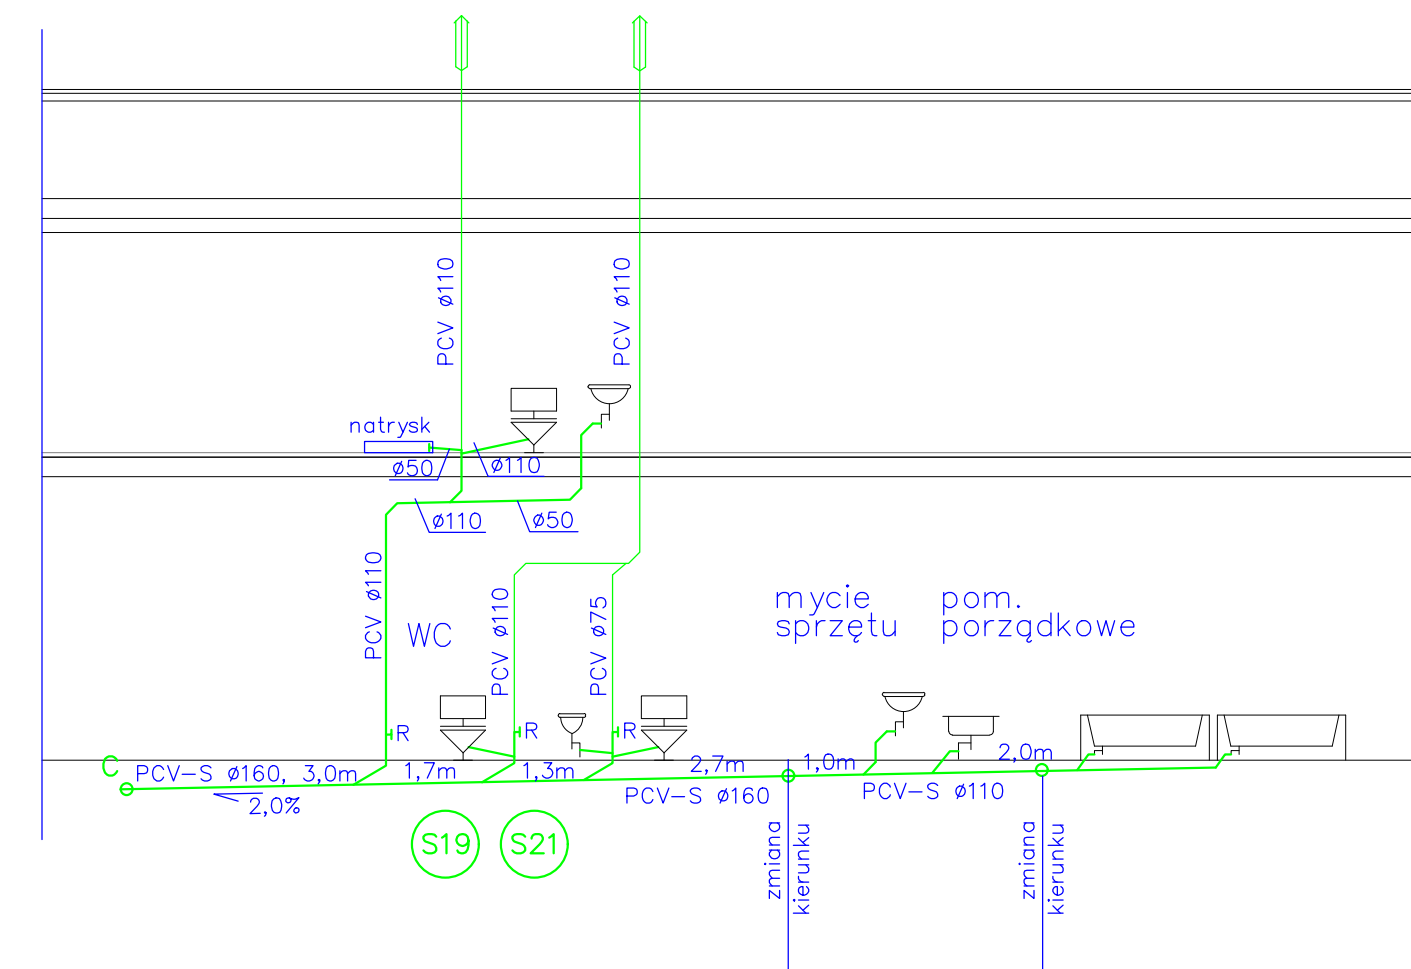 PCV ø110
PCV ø110
natrysk
ø50
ø110
ø110
ø50
PCV ø110
WC
PCV ø110
PCV ø75
mycie
sprzętu
pom.
porządkowe
R
R
R
C
PCV-S ø160, 3,0m
1,7m
1,3m
2,7m
1,0m
2,0m
2,0%
PCV-S ø160
PCV-S ø110
S19
S21
zmiana
kierunku
zmiana
kierunku